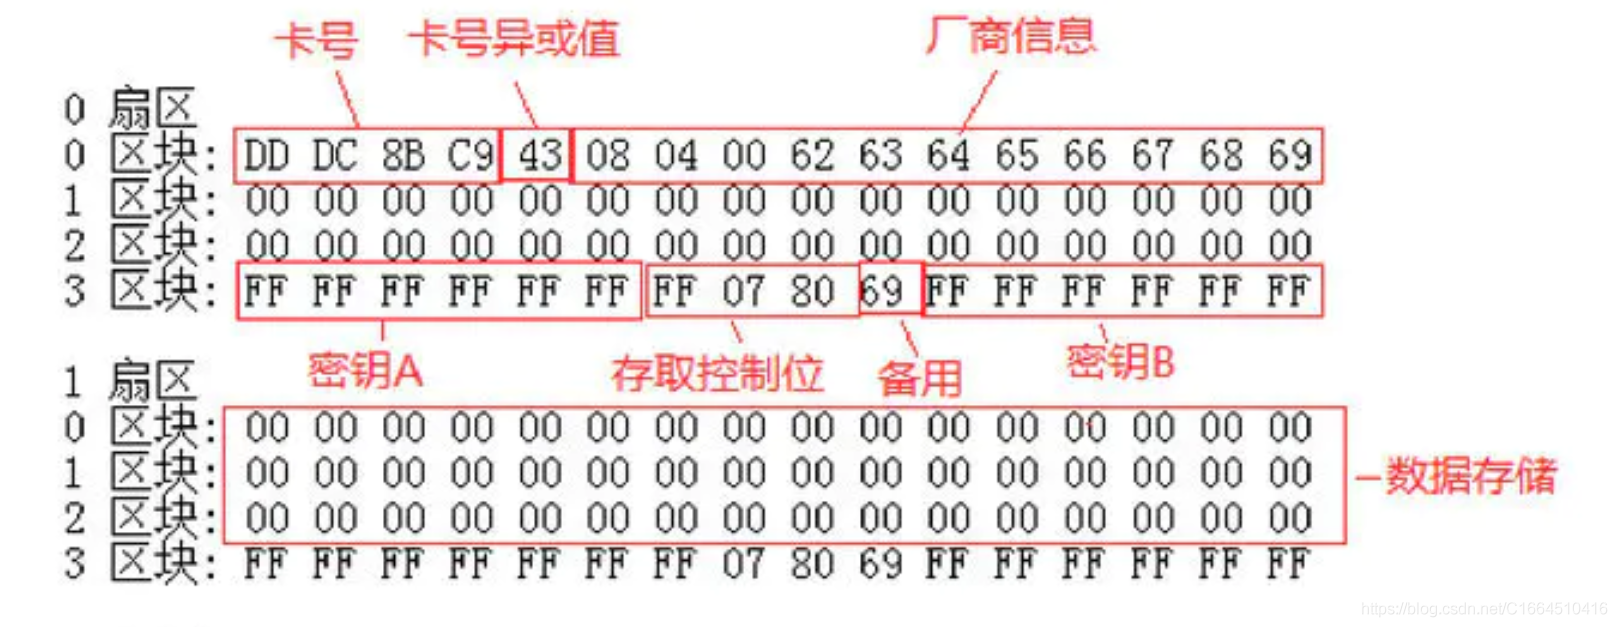 卡号 卡号异或值 厂商信息
0 扇区
0 区块: DD DC 8B C9 43 08 04 00 62 63 64 65 66 67 68 69
1 区块: 00 00 00 00 00 00 00 00 00 00 00 00 00 00 00 00
2 区块: 00 00 00 00 00 00 00 00 00 00 00 00 00 00 00 00
3 区块: FF FF FF FF FF FF FF 07 80 69 FF FF FF FF FF FF
密钥A 存取控制位 备用 密钥B
1 扇区
0 区块: 00 00 00 00 00 00 00 00 00 00 00 00 00 00 00 00
1 区块: 00 00 00 00 00 00 00 00 00 00 00 00 00 00 00 00
数据存储
2 区块: 00 00 00 00 00 00 00 00 00 00 00 00 00 00 00 00
3 区块: FF FF FF FF FF FF FF 07 80 69 FF FF FF FF FF FF
https://blog.csdn.net/C1664510416